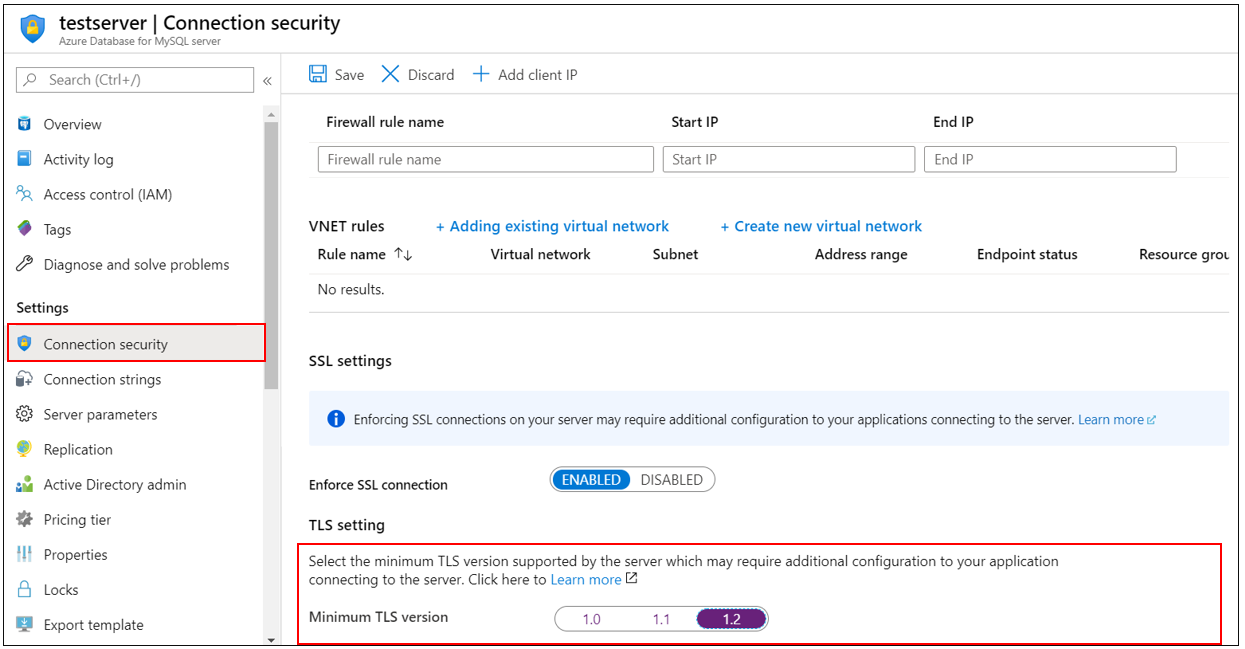 testserver | Connection security
Azure Database for MySQL server
Search (Ctrl+/)
«
Overview
Activity log
Access control (IAM)
Tags
Diagnose and solve problems
Settings
Connection security
Connection strings
Server parameters
Replication
Active Directory admin
Pricing tier
Properties
Locks
Export template
Save Discard Add client IP
Firewall rule name Start IP End IP
Firewall rule name Start IP End IP
VNET rules + Adding existing virtual network + Create new virtual network
Rule name ↑↓ Virtual network Subnet Address range Endpoint status Resource grou
No results.
SSL settings
Enforcing SSL connections on your server may require additional configuration to your applications connecting to the server. Learn more
Enforce SSL connection ENABLED DISABLED
TLS setting
Select the minimum TLS version supported by the server which may require additional configuration to your application
connecting to the server. Click here to Learn more
Minimum TLS version 1.0 1.1 1.2